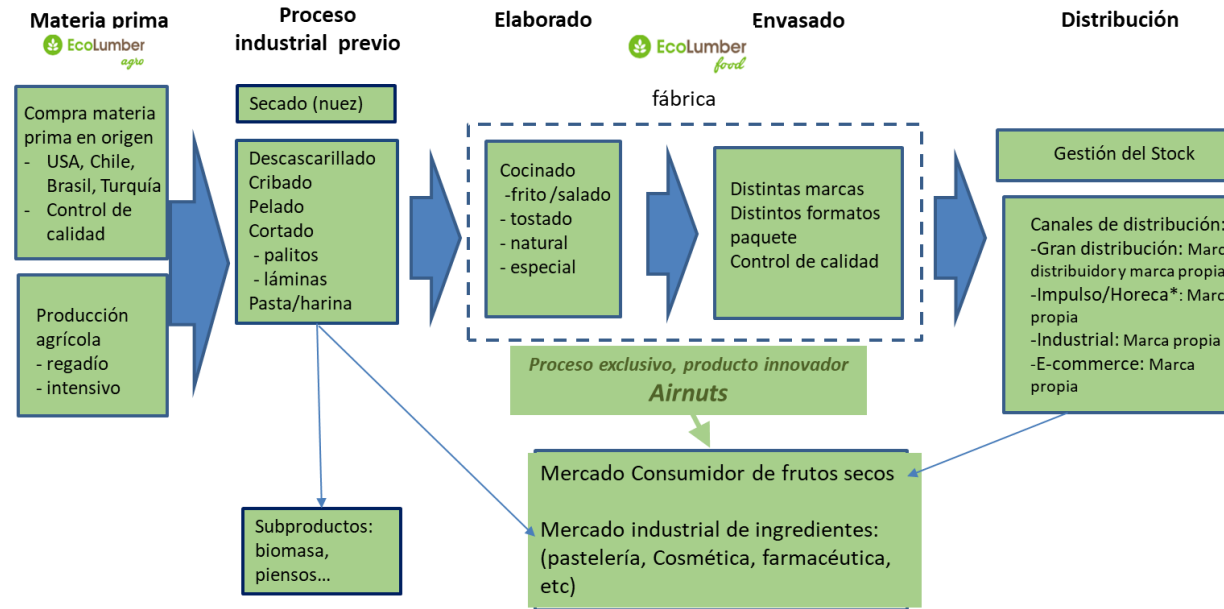 Materia prima
EcoLumber
agro
Proceso
industrial previo
Elaborado
Envasado
EcoLumber
food
fábrica
Distribución
Compra materia
prima en origen
- USA, Chile,
Brasil, Turquía
- Control de
calidad
Producción
agrícola
- regadío
- intensivo
Secado (nuez)
Descascarillado
Cribado
Pelado
Cortado
- palitos
- láminas
Pasta/harina
Cocinado
-frito/salado
- tostado
- natural
- especial
Distintas marcas
Distintos formatos
paquete
Control de calidad
Gestión del Stock
Canales de distribución:
-Gran distribución: Marc
distribuidor y marca propia
-Impulso/Horeca*: Marc
propia
-Industrial: Marca propia
-E-commerce: Marca
propia
Proceso exclusivo, producto innovador
Airnuts
Subproductos:
biomasa,
piensos...
Mercado Consumidor de frutos secos
Mercado industrial de ingredientes:
(pastelería, Cosmética, farmacéutica,
etc)